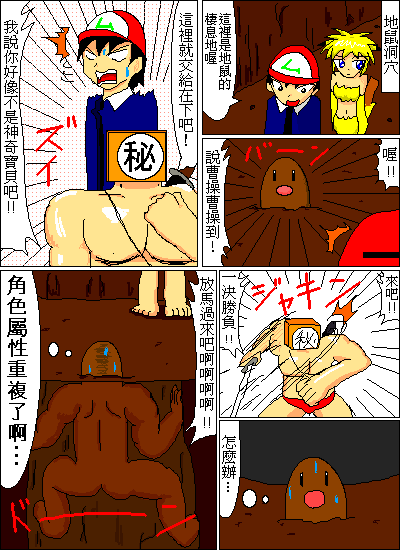 地鼠洞穴
這裡是地鼠的
棲息地喔
喔!!
說曹操曹操到!
バーン
這裡就交給在下吧!
秘
ズイ
我說你好像不是
神奇寶貝吧!!
來吧!!
一決勝負!!
ジャキン
秘
怎麼辦…
放馬過來吧啊啊啊啊!!
角色屬性重複了啊…
ドーーン